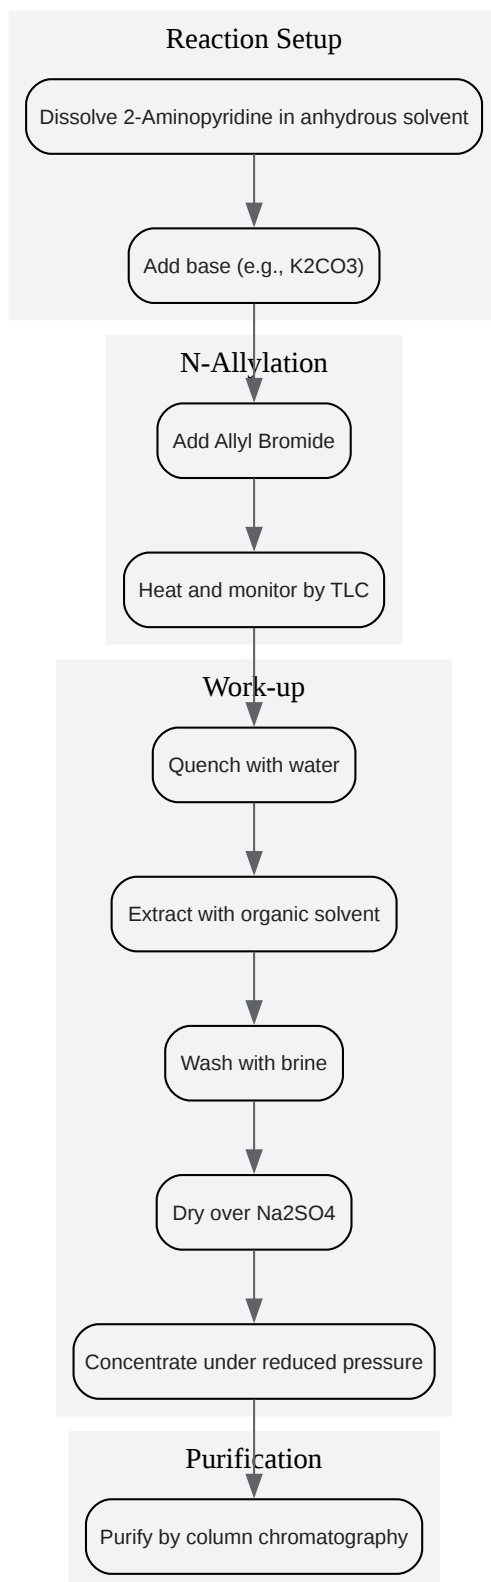 Reaction Setup
Dissolve 2-Aminopyridine in anhydrous solvent
Add base (e.g., K2CO3)
N-Allylation
Add Allyl Bromide
Heat and monitor by TLC
Work-up
Quench with water
Extract with organic solvent
Wash with brine
Dry over Na2SO4
Concentrate under reduced pressure
Purification
Purify by column chromatography